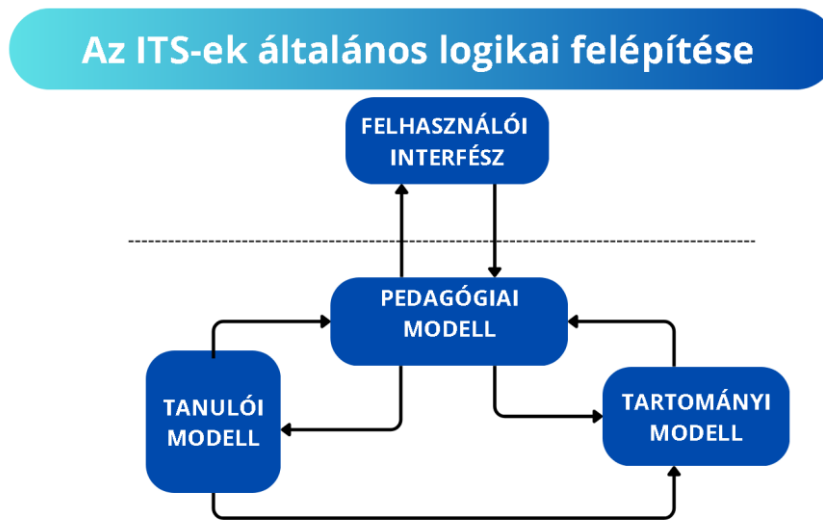 Az ITS-ek általános logikai felépítése
FELHASZNÁLÓI
INTERFÉSZ
PEDAGÓGIAI
MODELL
TANULÓI
MODELL
TARTOMÁNYI
MODELL